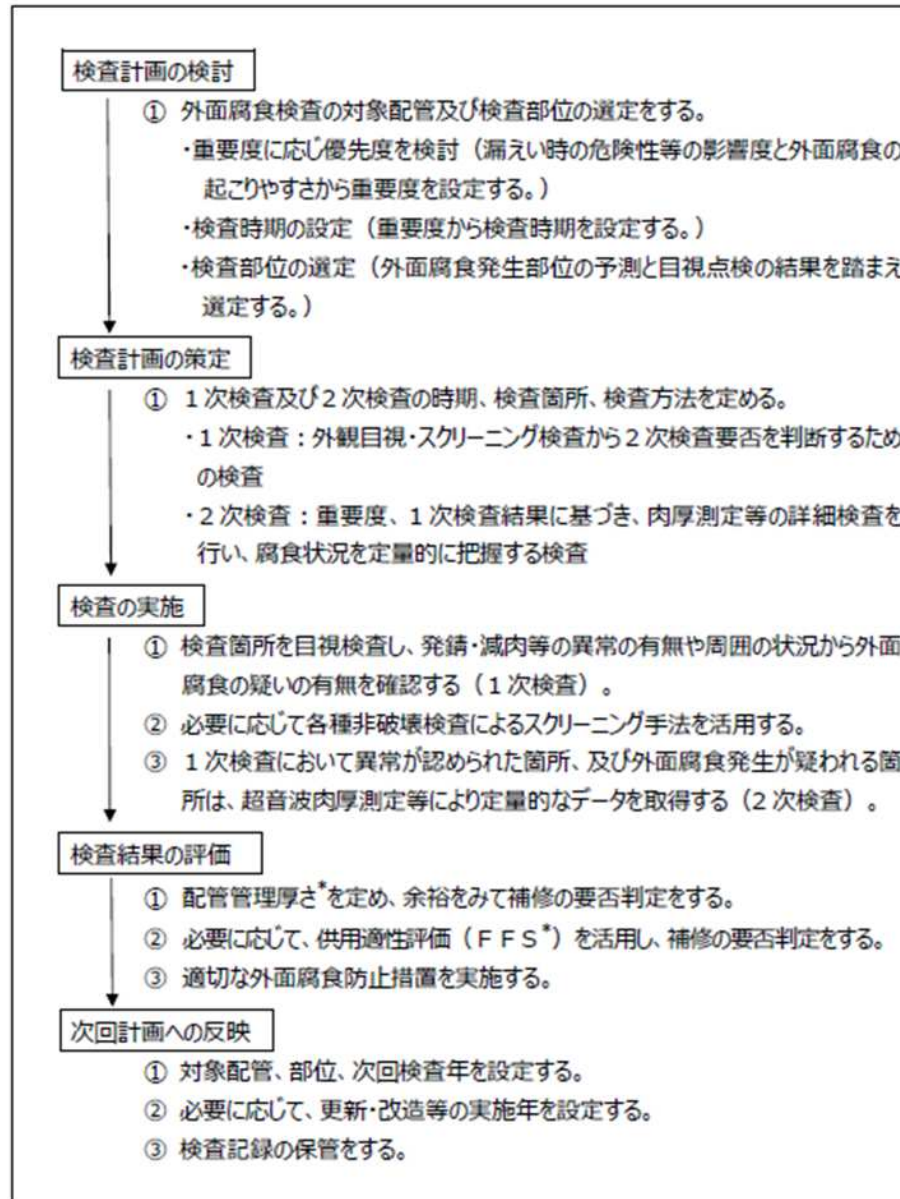 検査計画の検討
① 外面腐食検査の対象配管及び検査部位の選定をする。
・重要度に応じ優先度を検討（漏えい時の危険性等の影響度と外面腐食の
起こりやすさから重要度を設定する。）
・検査時期の設定（重要度から検査時期を設定する。）
・検査部位の選定（外面腐食発生部位の予測と目視点検の結果を踏まえ
選定する。）
検査計画の策定
① １次検査及び２次検査の時期、検査箇所、検査方法を定める。
・１次検査：外観目視・スクリーニング検査から２次検査要否を判断するため
の検査
・２次検査：重要度、１次検査結果に基づき、肉厚測定等の詳細検査を
行い、腐食状況を定量的に把握する検査
検査の実施
① 検査箇所を目視検査し、発錆・減肉等の異常の有無や周囲の状況から外面
腐食の疑いの有無を確認する（１次検査）。
② 必要に応じて各種非破壊検査によるスクリーニング手法を活用する。
③ １次検査において異常が認められた箇所、及び外面腐食発生が疑われる箇
所は、超音波肉厚測定等により定量的なデータを取得する（２次検査）。
検査結果の評価
① 配管管理厚さ*を定め、余裕をみて補修の要否判定をする。
② 必要に応じて、供用適性評価（ＦＦＳ*）を活用し、補修の要否判定をする。
③ 適切な外面腐食防止措置を実施する。
次回計画への反映
① 対象配管、部位、次回検査年を設定する。
② 必要に応じて、更新・改造等の実施年を設定する。
③ 検査記録の保管をする。